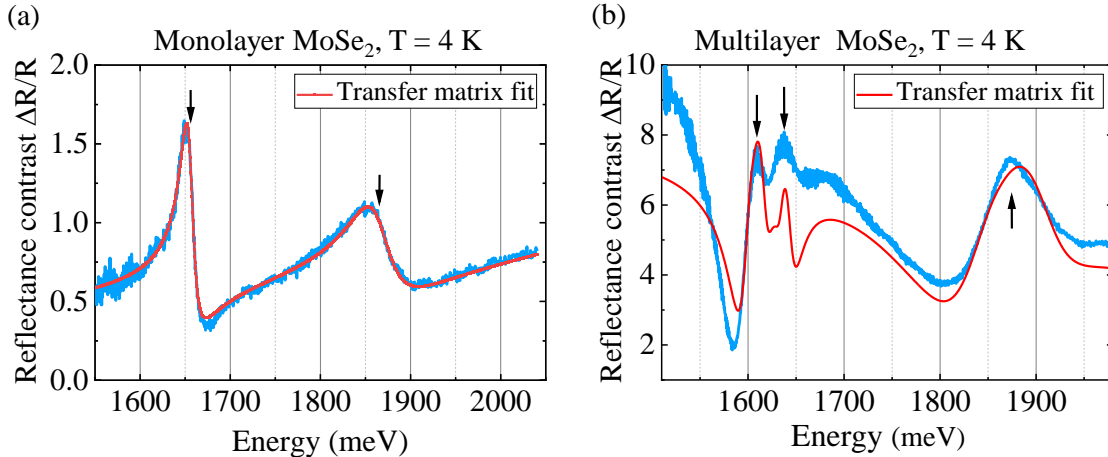 (a)
Monolayer MoSe₂, T = 4 K
Reflectance contrast ΔR/R
2.0
1.5
1.0
0.5
0.0
Transfer matrix fit
1600 1700 1800 1900 2000
Energy (meV)
(b)
Multilayer MoSe₂, T = 4 K
Reflectance contrast ΔR/R
10
8
6
4
2
Transfer matrix fit
1600 1700 1800 1900
Energy (meV)